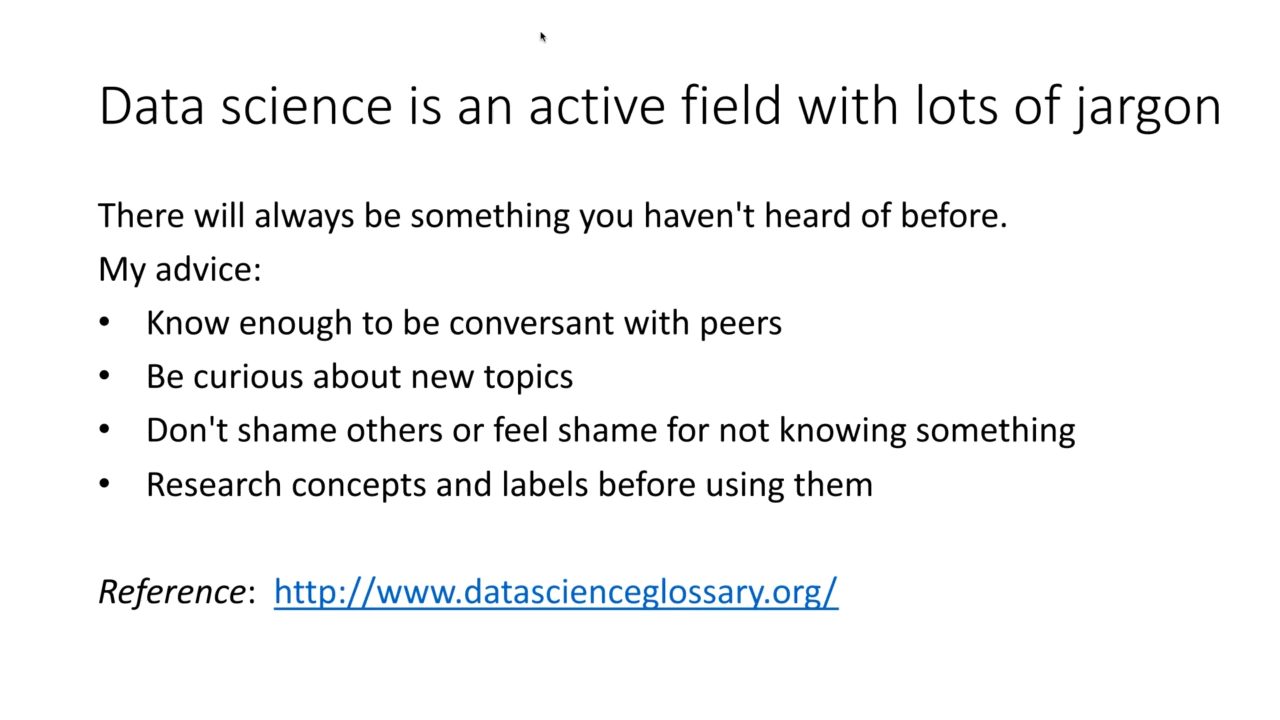 Data science is an active field with lots of jargon
There will always be something you haven't heard of before.
My advice:
• Know enough to be conversant with peers
• Be curious about new topics
• Don't shame others or feel shame for not knowing something
• Research concepts and labels before using them
Reference: http://www.datascienceglossary.org/